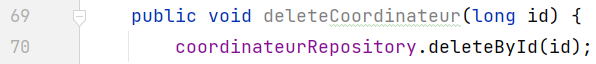 69 public void deleteCoordinateur(long id) {
70 coordinateurRepository.deleteById(id);